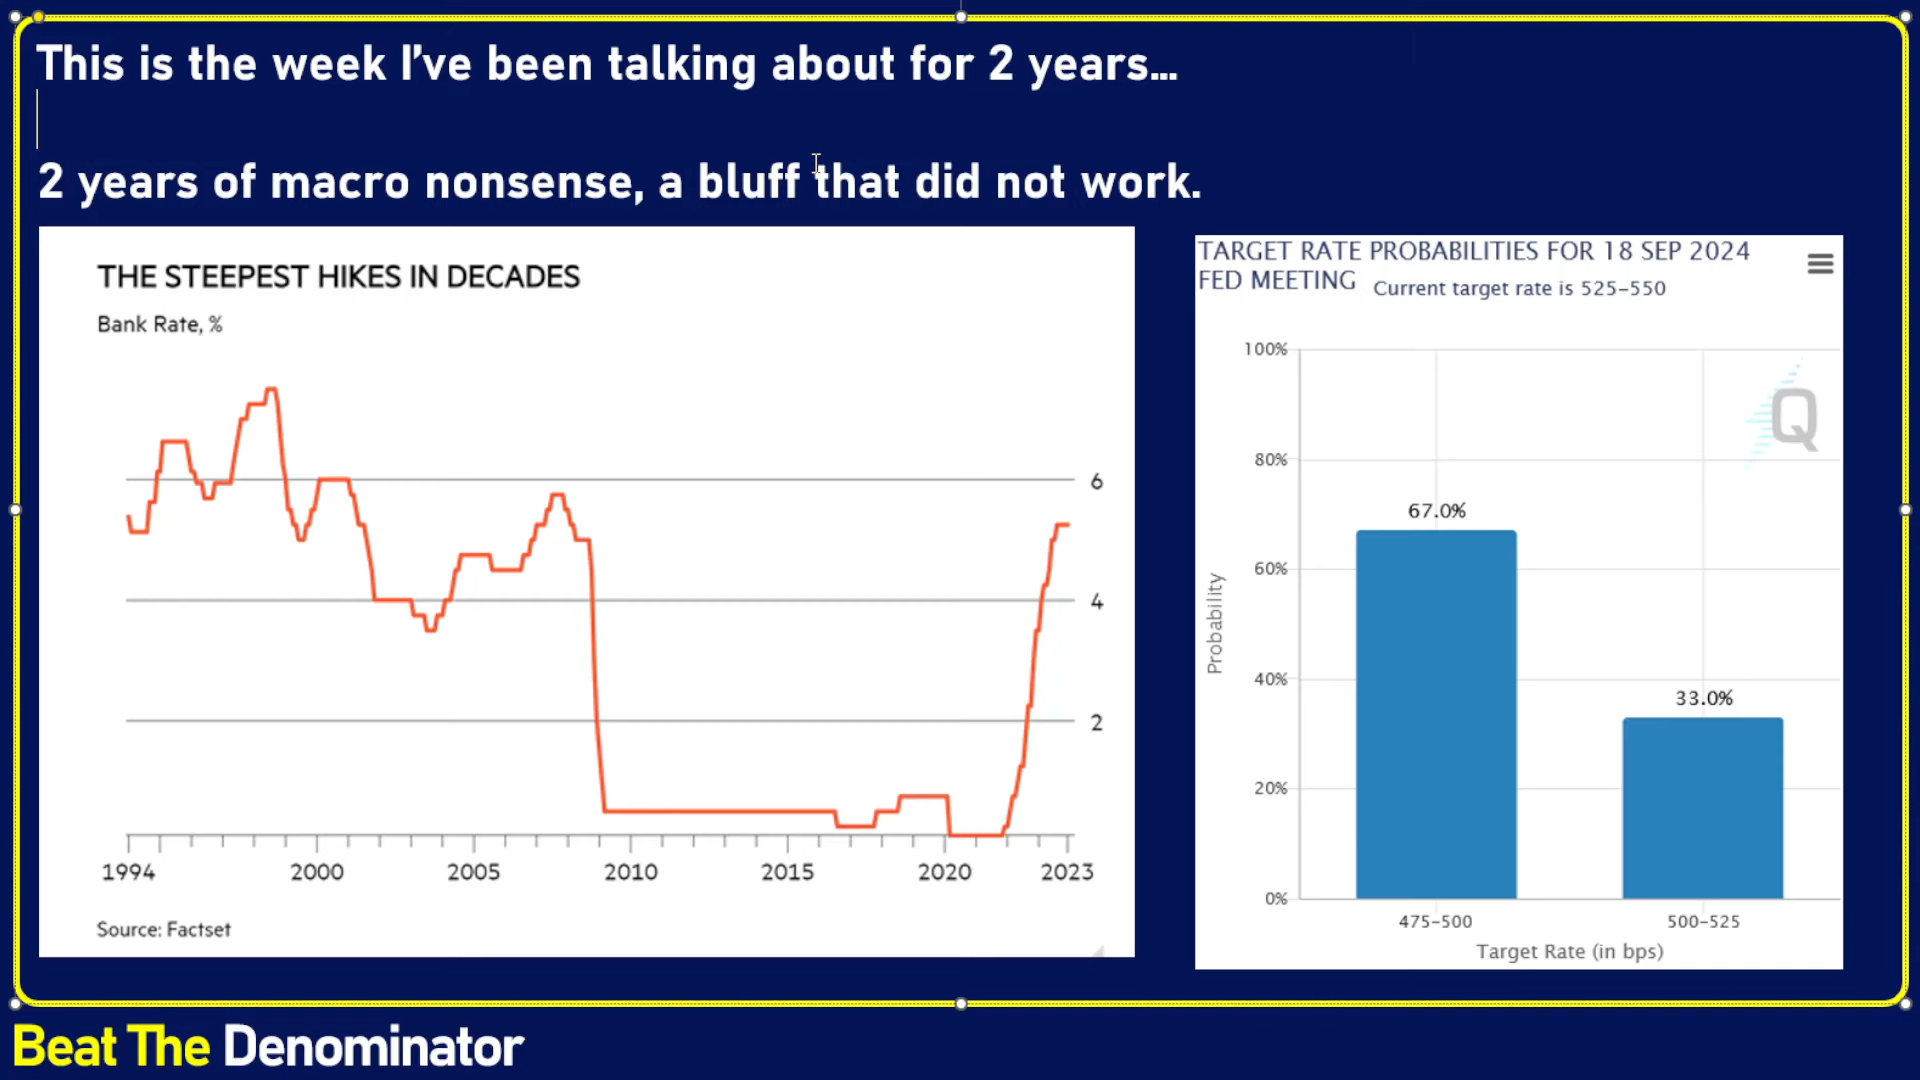 This is the week I've been talking about for 2 years...
2 years of macro nonsense, a bluff that did not work.
THE STEEPEST HIKES IN DECADES
Bank Rate, %
6
4
2
1994 2000 2005 2010 2015 2020 2023
Source: Factset
TARGET RATE PROBABILITIES FOR 18 SEP 2024
FED MEETING Current target rate is 525–550
Q
100%
80%
60%
40%
20%
0%
Probability
67.0%
33.0%
475–500 500–525
Target Rate (in bps)
Beat The Denominator